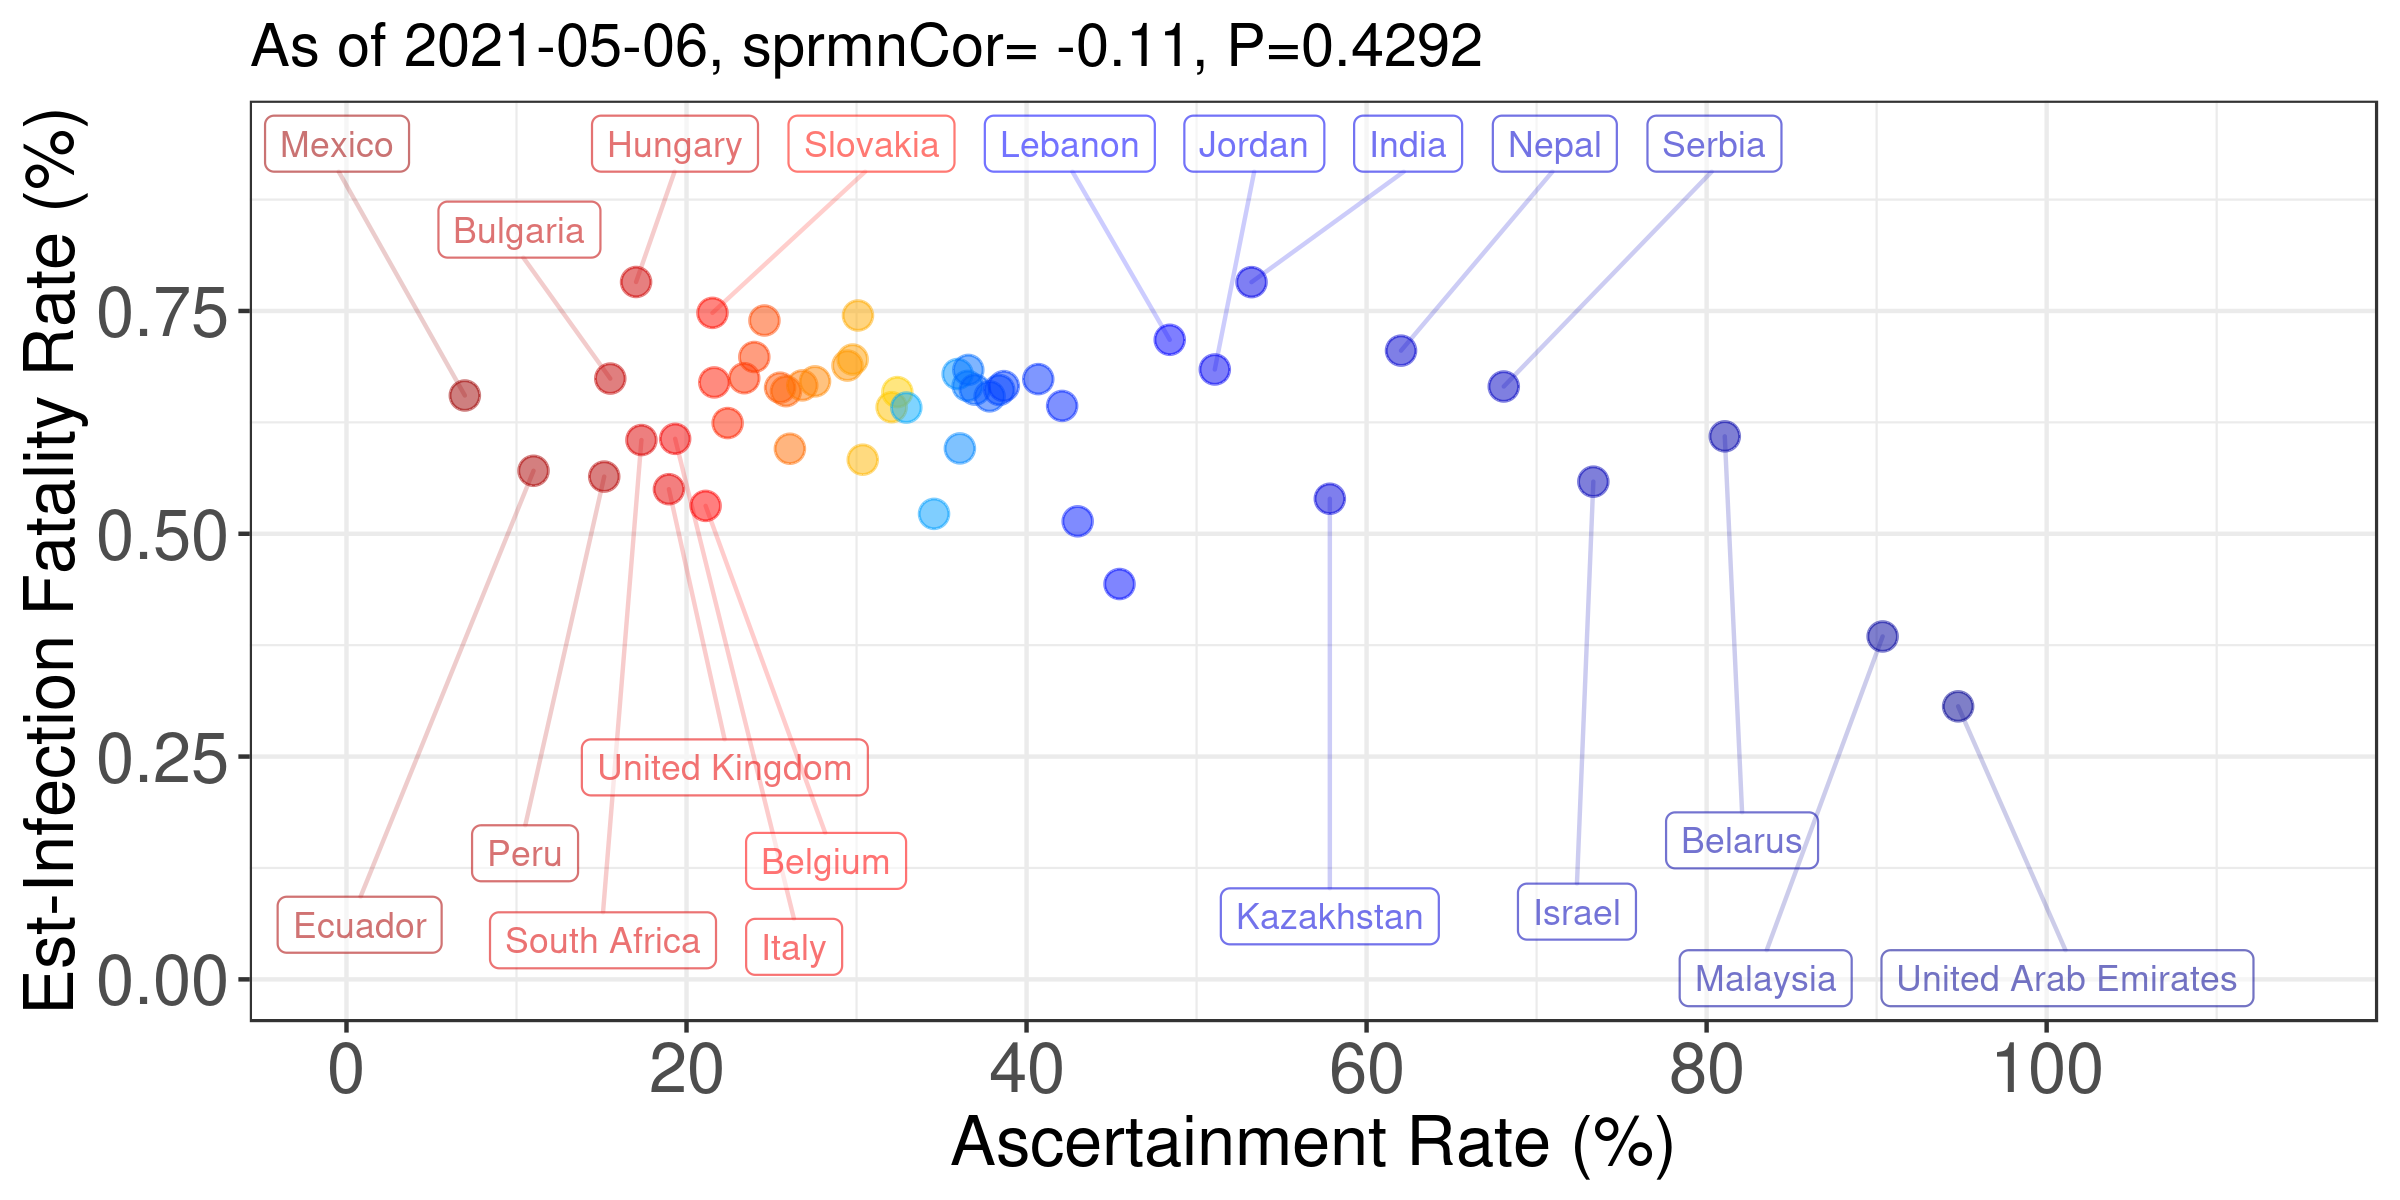 As of 2021-05-06, sprmnCor= -0.11, P=0.4292
Est-Infection Fatality Rate (%)
Mexico
Hungary
Slovakia
Lebanon
Jordan
India
Nepal
Serbia
Bulgaria
0.75
0.50
0.25
0.00
United Kingdom
Peru
Belgium
Belarus
Ecuador
South Africa
Italy
Kazakhstan
Israel
Malaysia
United Arab Emirates
0
20
40
60
80
100
Ascertainment Rate (%)